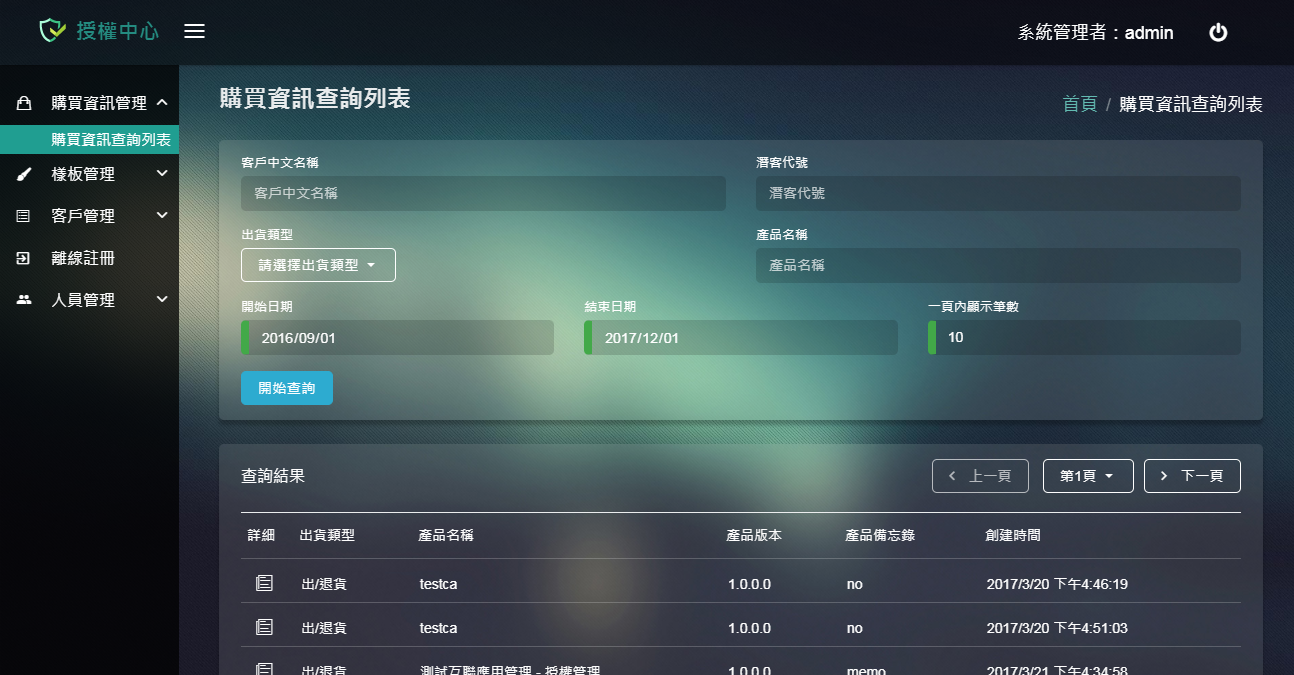 授權中心
系統管理者：admin
購買資訊管理
購買資訊查詢列表
樣板管理
客戶管理
離線註冊
人員管理
購買資訊查詢列表
首頁 / 購買資訊查詢列表
客戶中文名稱
客戶中文名稱
潛客代號
潛客代號
出貨類型
請選擇出貨類型
產品名稱
產品名稱
開始日期
2016/09/01
結束日期
2017/12/01
一頁內顯示筆數
10
開始查詢
查詢結果
上一頁
第1頁
下一頁
詳細 出貨類型 產品名稱 產品版本 產品備忘錄 創建時間
出/退貨 testca 1.0.0.0 no 2017/3/20 下午4:46:19
出/退貨 testca 1.0.0.0 no 2017/3/20 下午4:51:03
出/退貨 測試互聯應用管理 - 授權管理 1.0.0.0 memo 2017/3/21 下午4:34:58